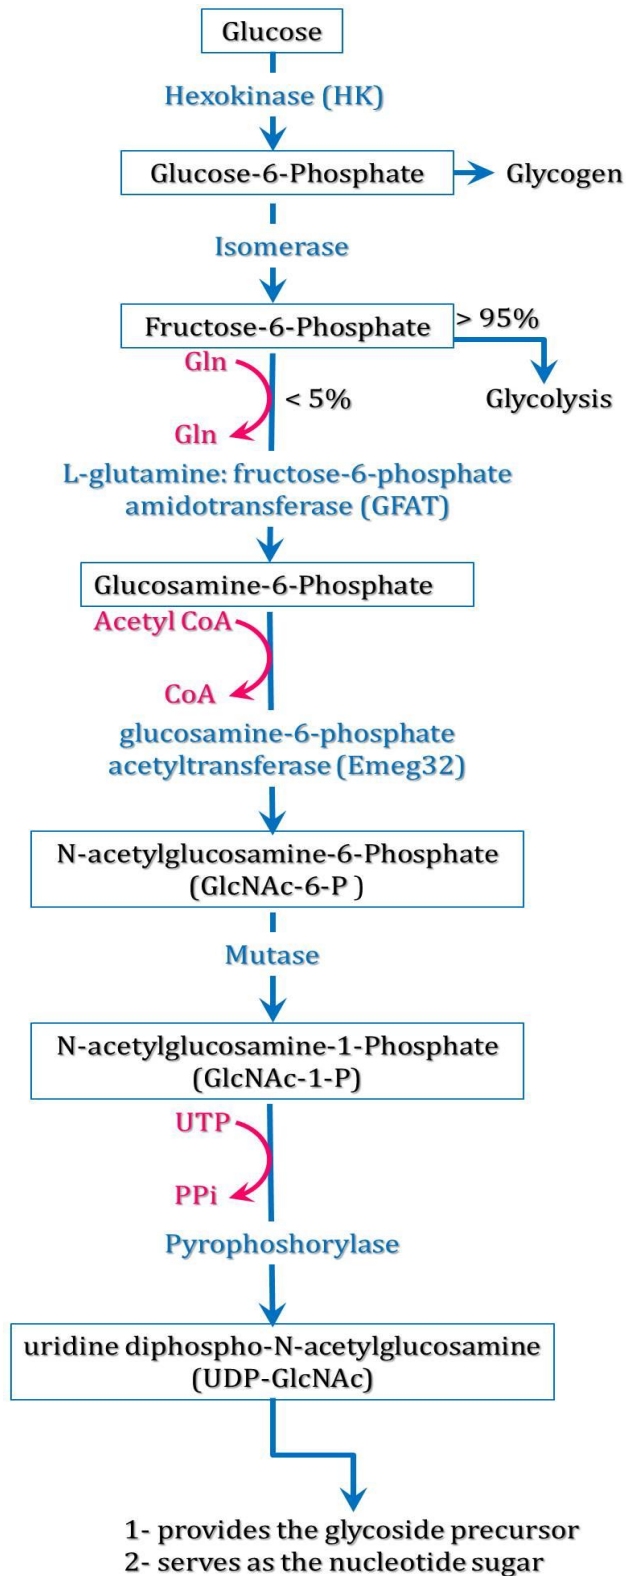 Glucose
Hexokinase (HK)
Glucose-6-Phosphate
Glycogen
Isomerase
Fructose-6-Phosphate
> 95%
Glycolysis
Gln
< 5%
Gln
L-glutamine: fructose-6-phosphate
amidotransferase (GFAT)
Glucosamine-6-Phosphate
Acetyl CoA
CoA
glucosamine-6-phosphate
acetyltransferase (Emeg32)
N-acetylglucosamine-6-Phosphate
(GlcNAc-6-P )
Mutase
N-acetylglucosamine-1-Phosphate
(GlcNAc-1-P)
UTP
PPi
Pyrophoshorylase
uridine diphospho-N-acetylglucosamine
(UDP-GlcNAc)
1- provides the glycoside precursor
2- serves as the nucleotide sugar